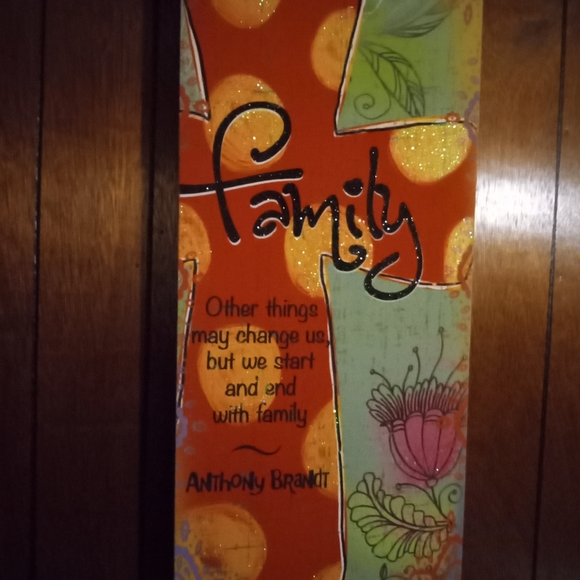 family
Other things
may change us,
but we start
and end
with family
Anthony Brandt